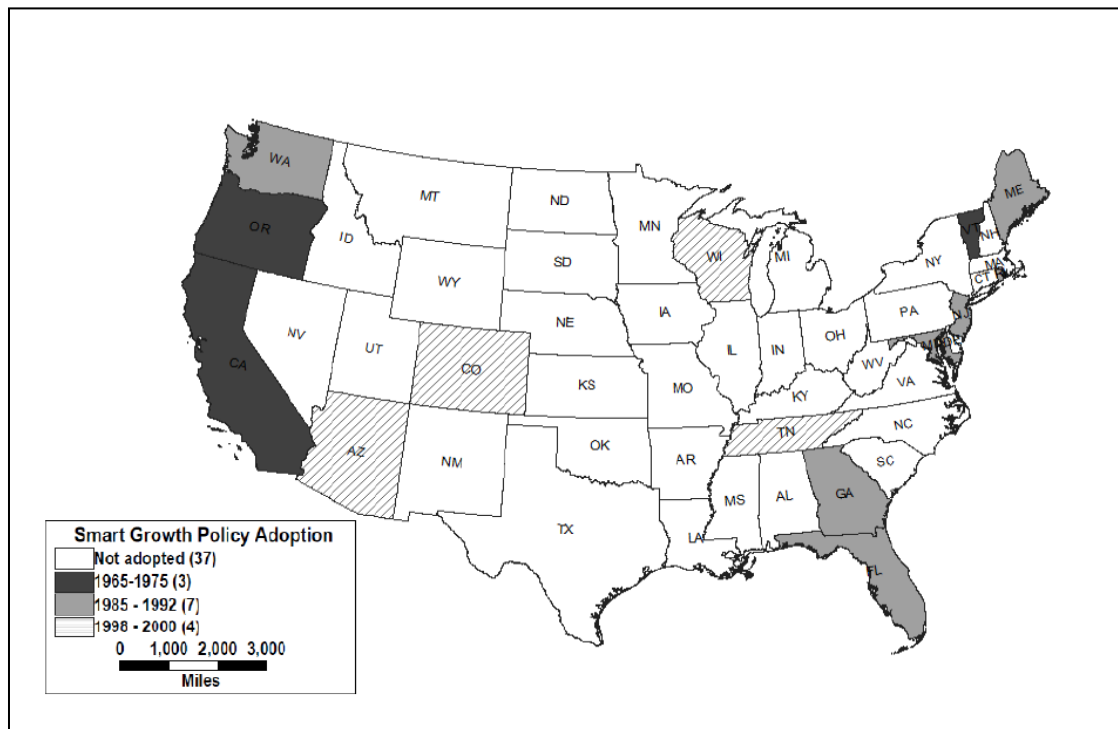 WA
ME
MT
ND
VT
NH
MN
OR
ID
WI
MI
NY
MA
SD
WY
CT
IA
PA
NE
NJ
NV
OH
UT
IL
IN
CO
WV
KS
MO
VA
KY
TN
NC
AZ
OK
NM
AR
SC
CA
GA
MS
AL
TX
LA
FL
Smart Growth Policy Adoption
Not adopted (37)
1965-1975 (3)
1985 - 1992 (7)
1998 - 2000 (4)
0 1,000 2,000 3,000
Miles